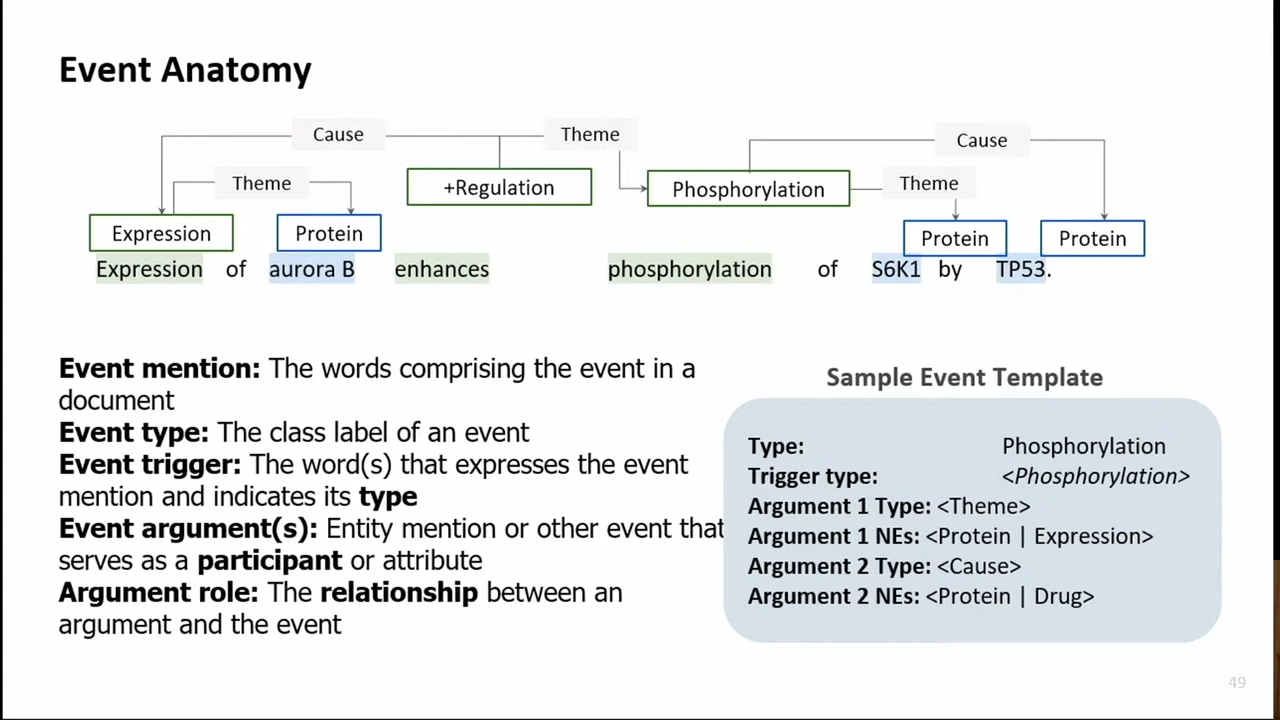 Event Anatomy
Cause
Theme
Cause
Theme
+Regulation
Phosphorylation
Theme
Expression
Protein
Protein
Protein
Expression of aurora B enhances phosphorylation of S6K1 by TP53.
Event mention: The words comprising the event in a
document
Event type: The class label of an event
Event trigger: The word(s) that expresses the event
mention and indicates its type
Event argument(s): Entity mention or other event that
serves as a participant or attribute
Argument role: The relationship between an
argument and the event
Sample Event Template
Type: Phosphorylation
Trigger type: <Phosphorylation>
Argument 1 Type: <Theme>
Argument 1 NEs: <Protein | Expression>
Argument 2 Type: <Cause>
Argument 2 NEs: <Protein | Drug>
49